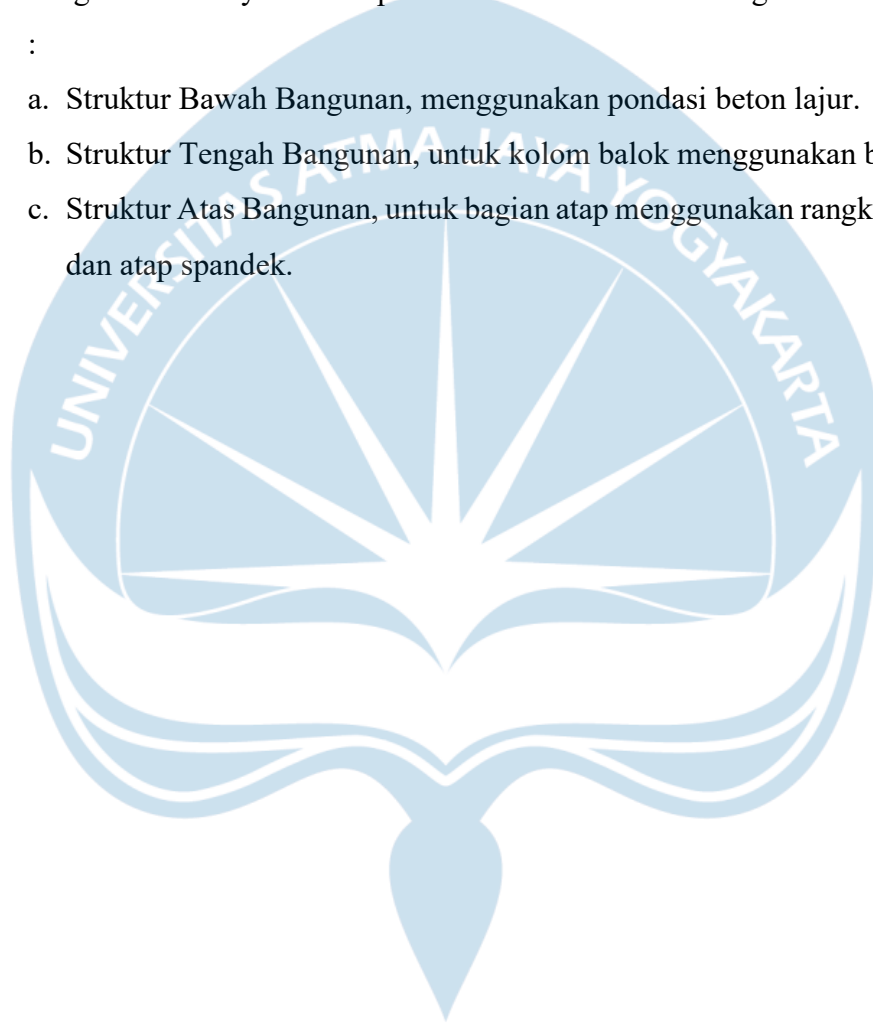 :
a. Struktur Bawah Bangunan, menggunakan pondasi beton lajur.
b. Struktur Tengah Bangunan, untuk kolom balok menggunakan
c. Struktur Atas Bangunan, untuk bagian atap menggunakan
dan atap spandek.
UNIVERSITAS ATMA JAYA YOGYAKARTA